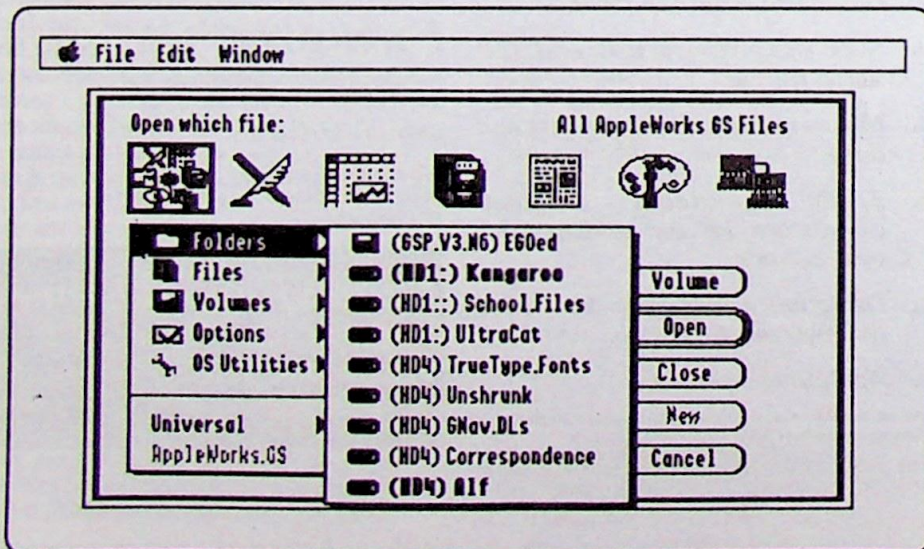 File Edit Window
Open which file:
All AppleWorks GS Files
Folders
Files
Volumes
Options
OS Utilities
Universal
AppleWorks.GS
(GSP.V3.N6) EGOed
(HD1:) Kangaroo
(HD1::) School.Files
(HD1:) UltraCat
(HD4) TrueType.Fonts
(HD4) Unshrunk
(HD4) GNav.DLs
(HD4) Correspondence
(HD4) Alf
Volume
Open
Close
New
Cancel